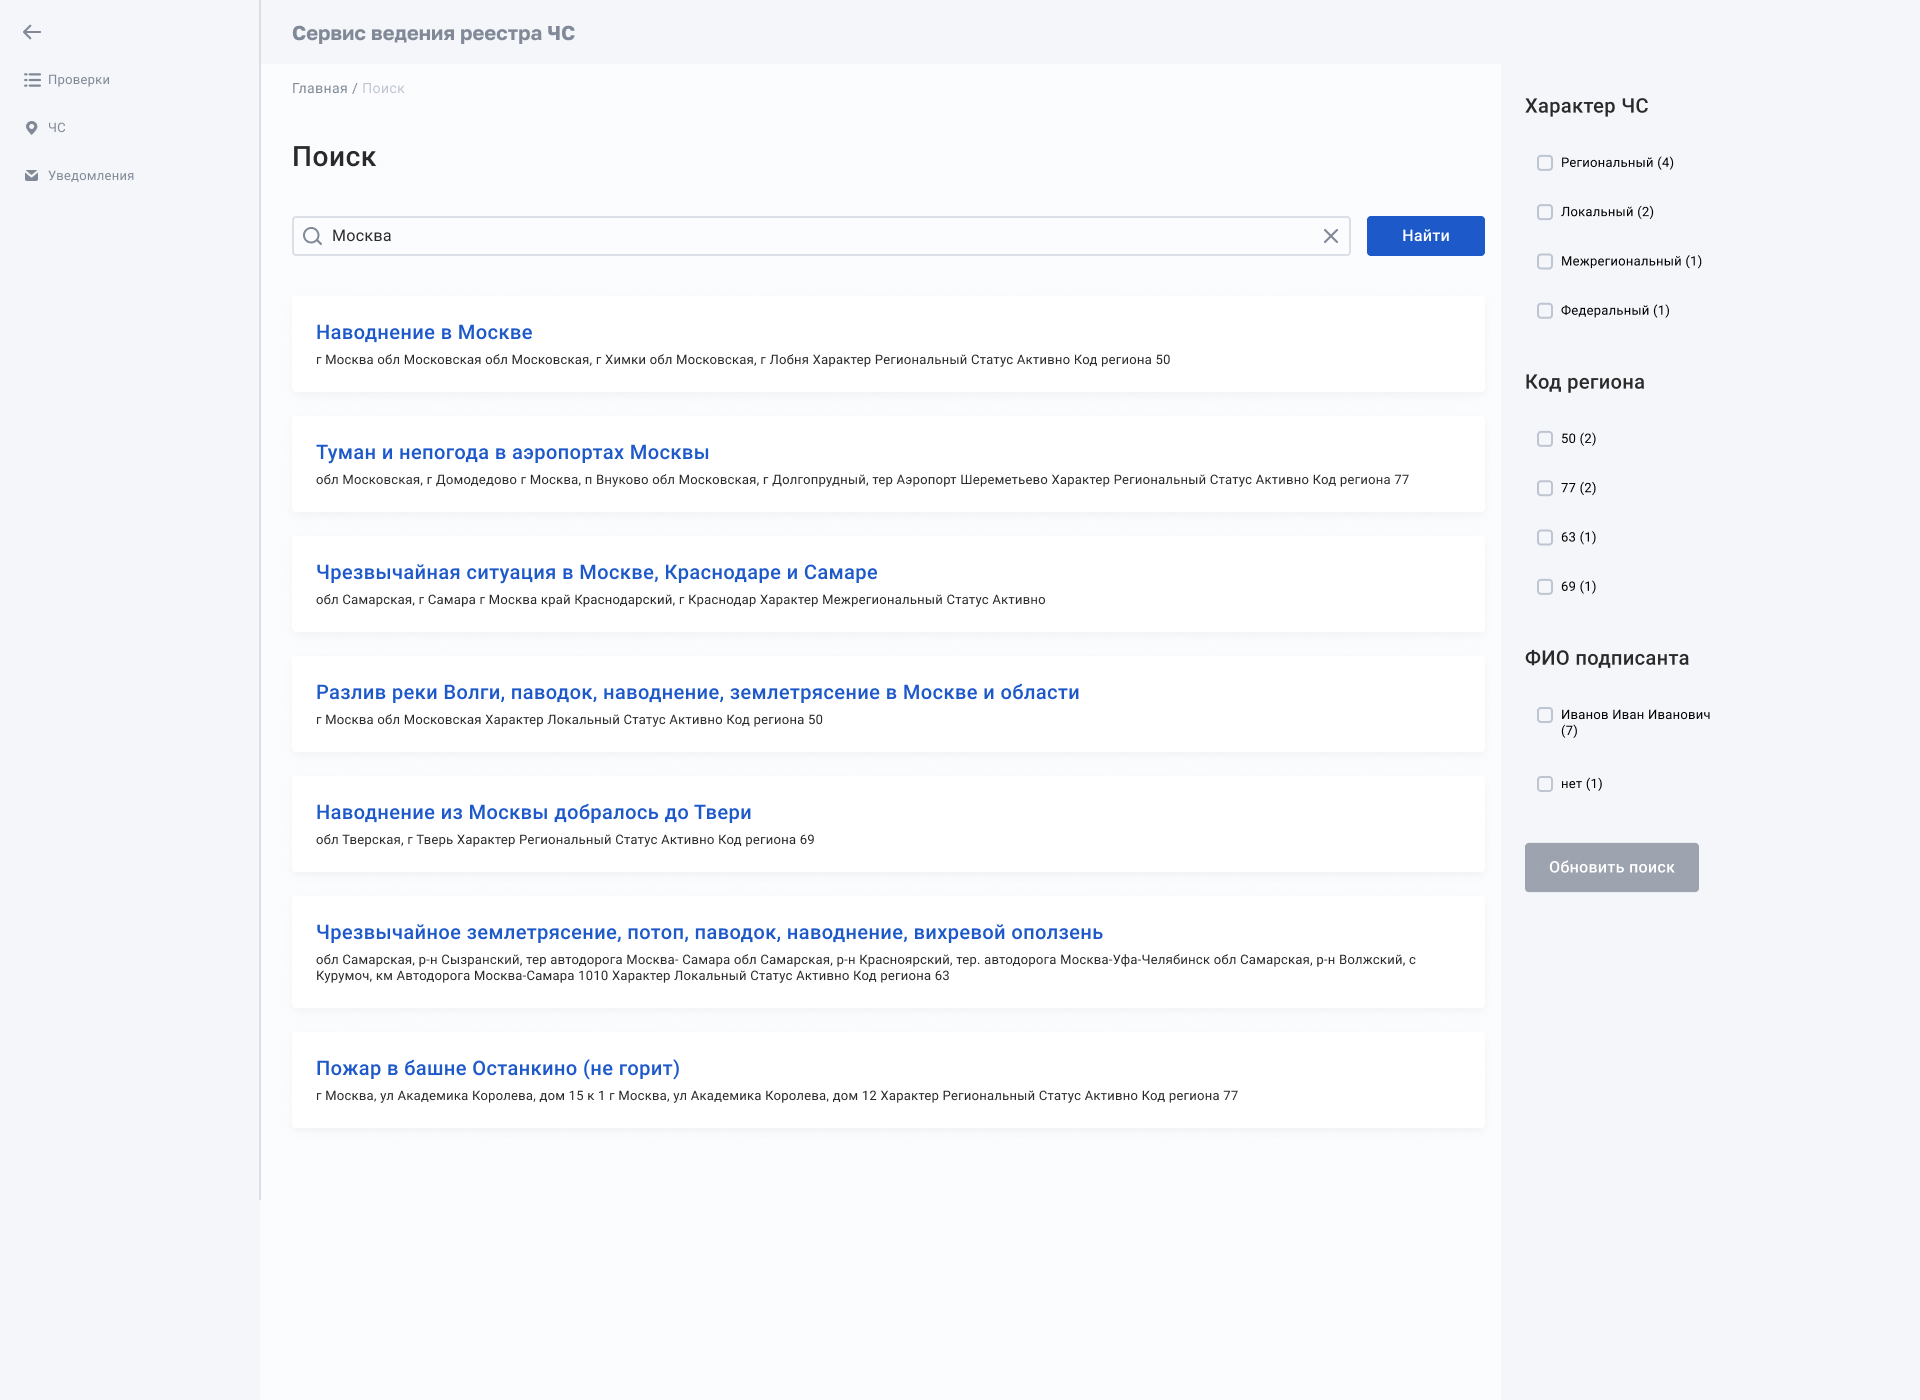 Сервис ведения реестра ЧС
Проверки
ЧС
Уведомления
Главная / Поиск
Поиск
Москва
Найти
Наводнение в Москве
г Москва обл Московская обл Московская, г Химки обл Московская, г Лобня Характер Региональный Статус Активно Код региона 50
Туман и непогода в аэропортах Москвы
обл Московская, г Домодедово г Москва, п Внуково обл Московская, г Долгопрудный, тер Аэропорт Шереметьево Характер Региональный Статус Активно Код региона 77
Чрезвычайная ситуация в Москве, Краснодаре и Самаре
обл Самарская, г Самара г Москва край Краснодарский, г Краснодар Характер Межрегиональный Статус Активно
Разлив реки Волги, паводок, наводнение, землетрясение в Москве и области
г Москва обл Московская Характер Локальный Статус Активно Код региона 50
Наводнение из Москвы добралось до Твери
обл Тверская, г Тверь Характер Региональный Статус Активно Код региона 69
Чрезвычайное землетрясение, потоп, паводок, наводнение, вихревой оползень
обл Самарская, р-н Сызранский, тер автодорога Москва- Самара обл Самарская, р-н Красноярский, тер. автодорога Москва-Уфа-Челябинск обл Самарская, р-н Волжский, с
Курумоч, км Автодорога Москва-Самара 1010 Характер Локальный Статус Активно Код региона 63
Пожар в башне Останкино (не горит)
г Москва, ул Академика Королева, дом 15 к 1 г Москва, ул Академика Королева, дом 12 Характер Региональный Статус Активно Код региона 77
Характер ЧС
Региональный (4)
Локальный (2)
Межрегиональный (1)
Федеральный (1)
Код региона
50 (2)
77 (2)
63 (1)
69 (1)
ФИО подписанта
Иванов Иван Иванович
(7)
нет (1)
Обновить поиск